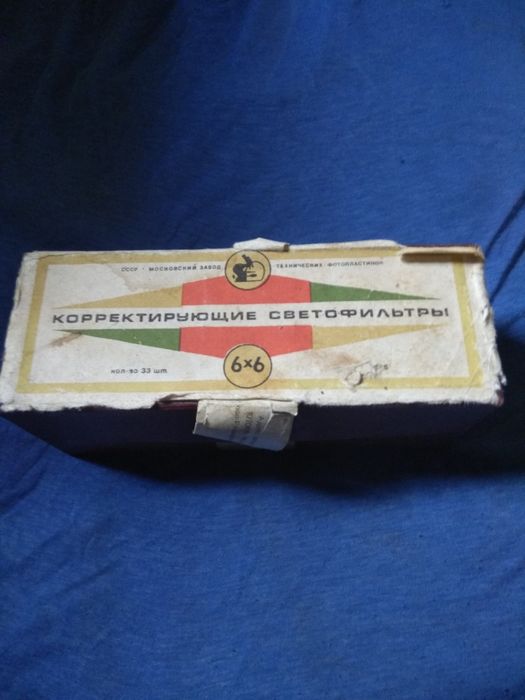 СССР · МОСКОВСКИЙ ЗАВОД ТЕХНИЧЕСКИХ ФОТОПЛАСТИНОК
КОРРЕКТИРУЮЩИЕ СВЕТОФИЛЬТРЫ
6×6
кол-во 33 шт.